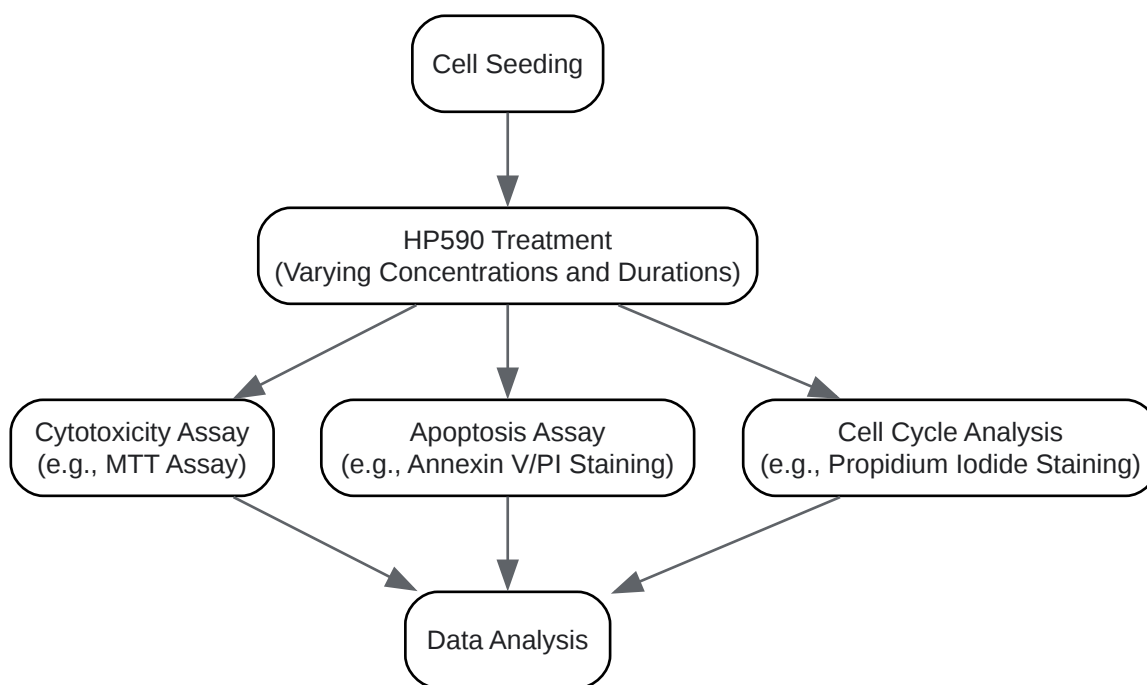 Cell Seeding
HP590 Treatment
(Varying Concentrations and Durations)
Cytotoxicity Assay
(e.g., MTT Assay)
Apoptosis Assay
(e.g., Annexin V/PI Staining)
Cell Cycle Analysis
(e.g., Propidium Iodide Staining)
Data Analysis